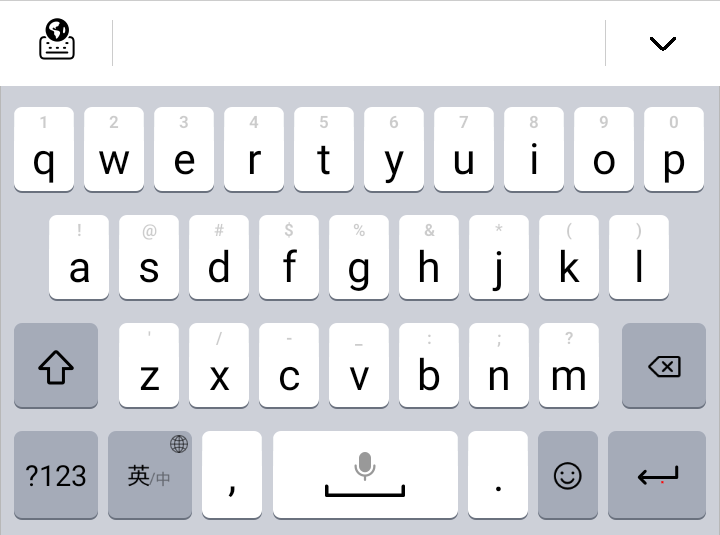 1 2 3 4 5 6 7 8 9 0
q w e r t y u i o p
! @ # $ % & * ( )
a s d f g h j k l
' / - _ : ; ?
z x c v b n m
?123 英/中 , .